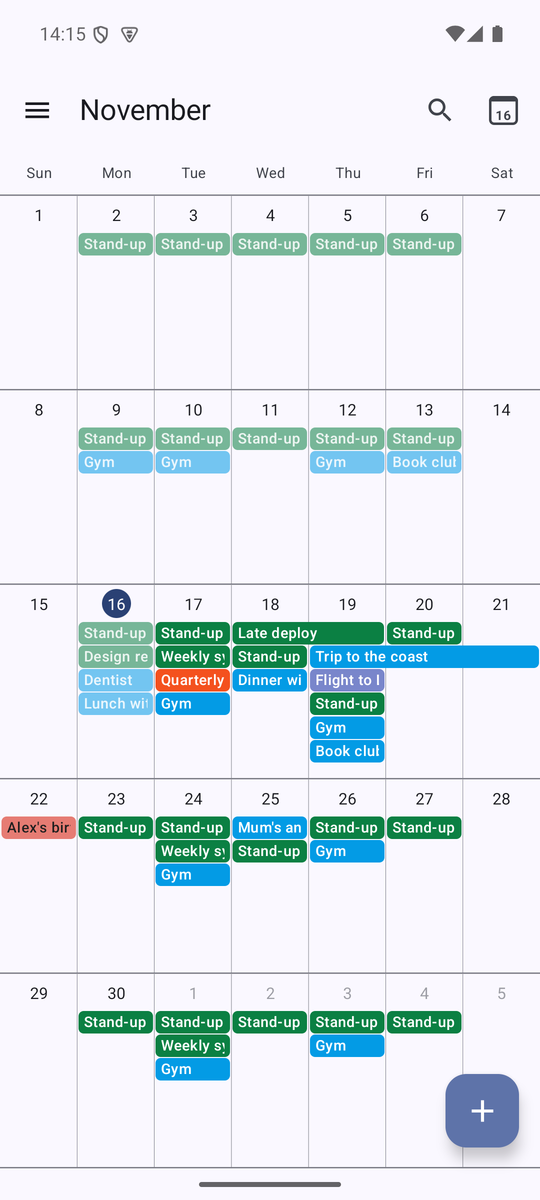 14:15
November
16
Sun Mon Tue Wed Thu Fri Sat
1 2 3 4 5 6 7
Stand-up Stand-up Stand-up Stand-up Stand-up
8 9 10 11 12 13 14
Stand-up Stand-up Stand-up Stand-up Stand-up
Gym Gym Gym Book club
15 16 17 18 19 20 21
Stand-up Stand-up Late deploy Stand-up
Design re Weekly sy Stand-up Trip to the coast
Dentist Quarterly Dinner wi Flight to
Lunch wit Gym Stand-up
Gym
Book club
22 23 24 25 26 27 28
Alex's bir Stand-up Stand-up Mum's an Stand-up Stand-up
Weekly sy Stand-up Gym
Gym
29 30 1 2 3 4 5
Stand-up Stand-up Stand-up Stand-up Stand-up
Weekly sy Gym
Gym